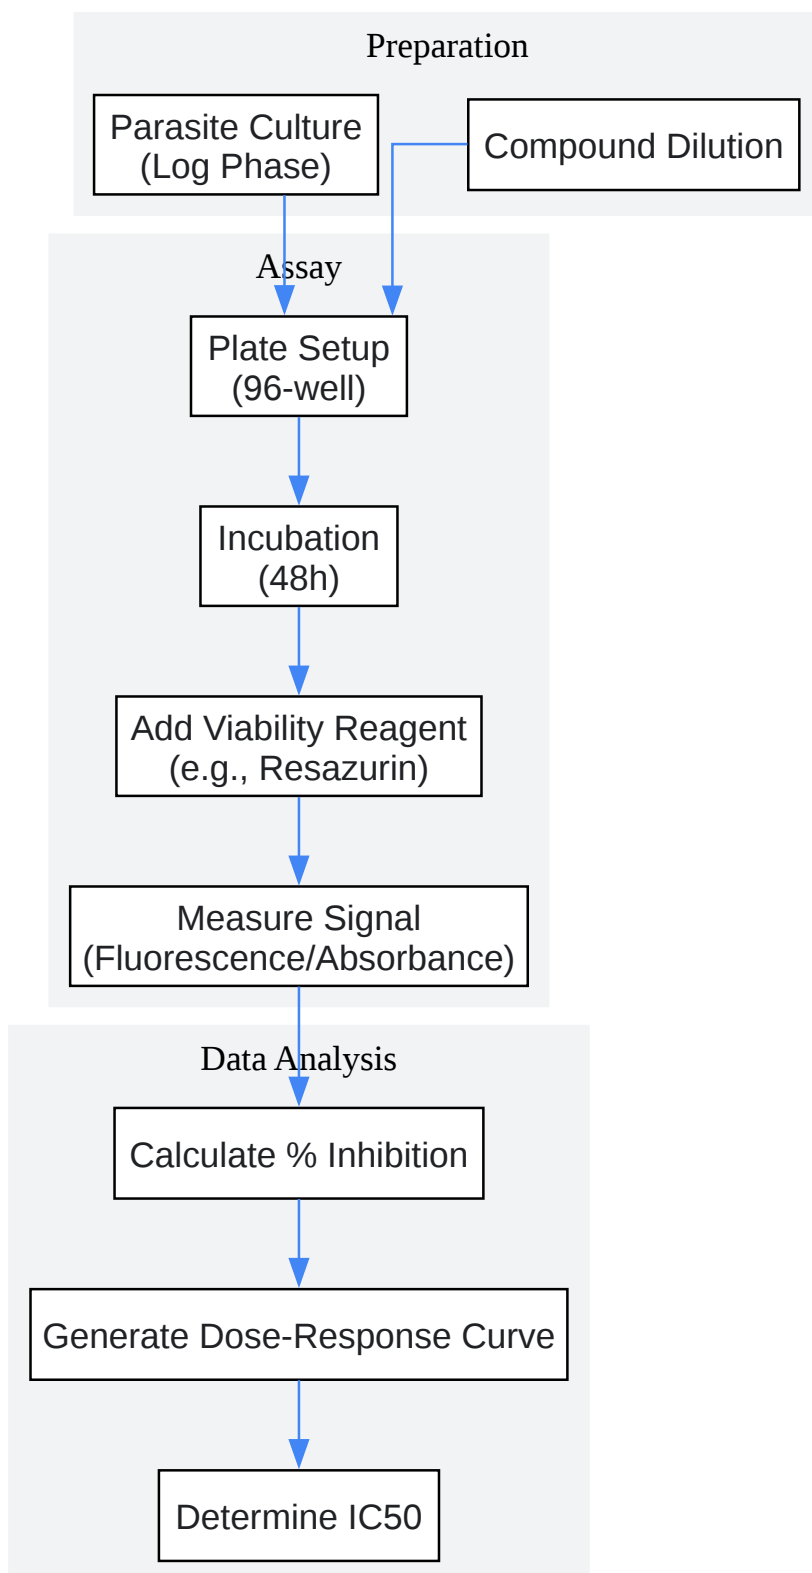 Preparation
Parasite Culture
(Log Phase)
Compound Dilution
Assay
Plate Setup
(96-well)
Incubation
(48h)
Add Viability Reagent
(e.g., Resazurin)
Measure Signal
(Fluorescence/Absorbance)
Data Analysis
Calculate % Inhibition
Generate Dose-Response Curve
Determine IC50